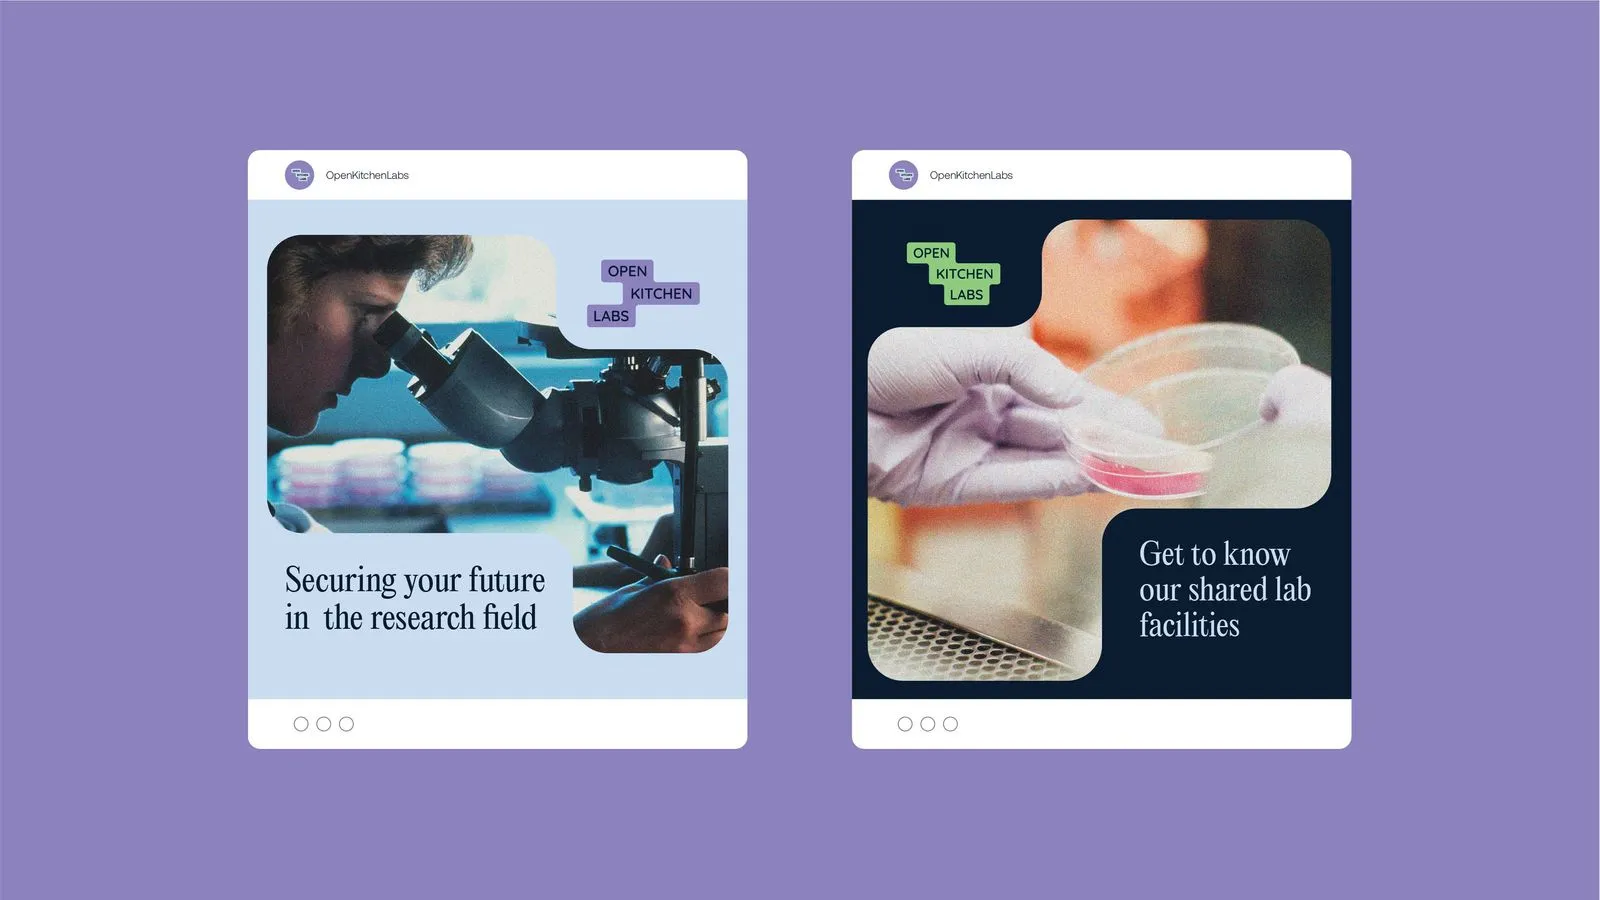 OpenKitchenLabs
OPEN
KITCHEN
LABS
Securing your future
in  the research field
OpenKitchenLabs
OPEN
KITCHEN
LABS
Get to know
our shared lab
facilities